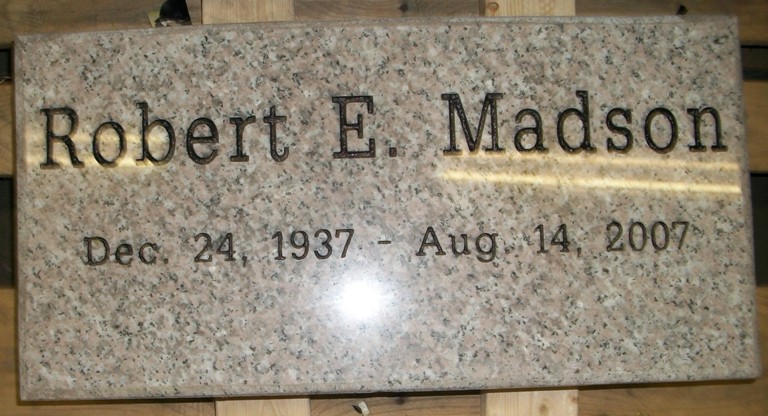 Robert E. Madson
Dec. 24, 1937 - Aug. 14, 2007